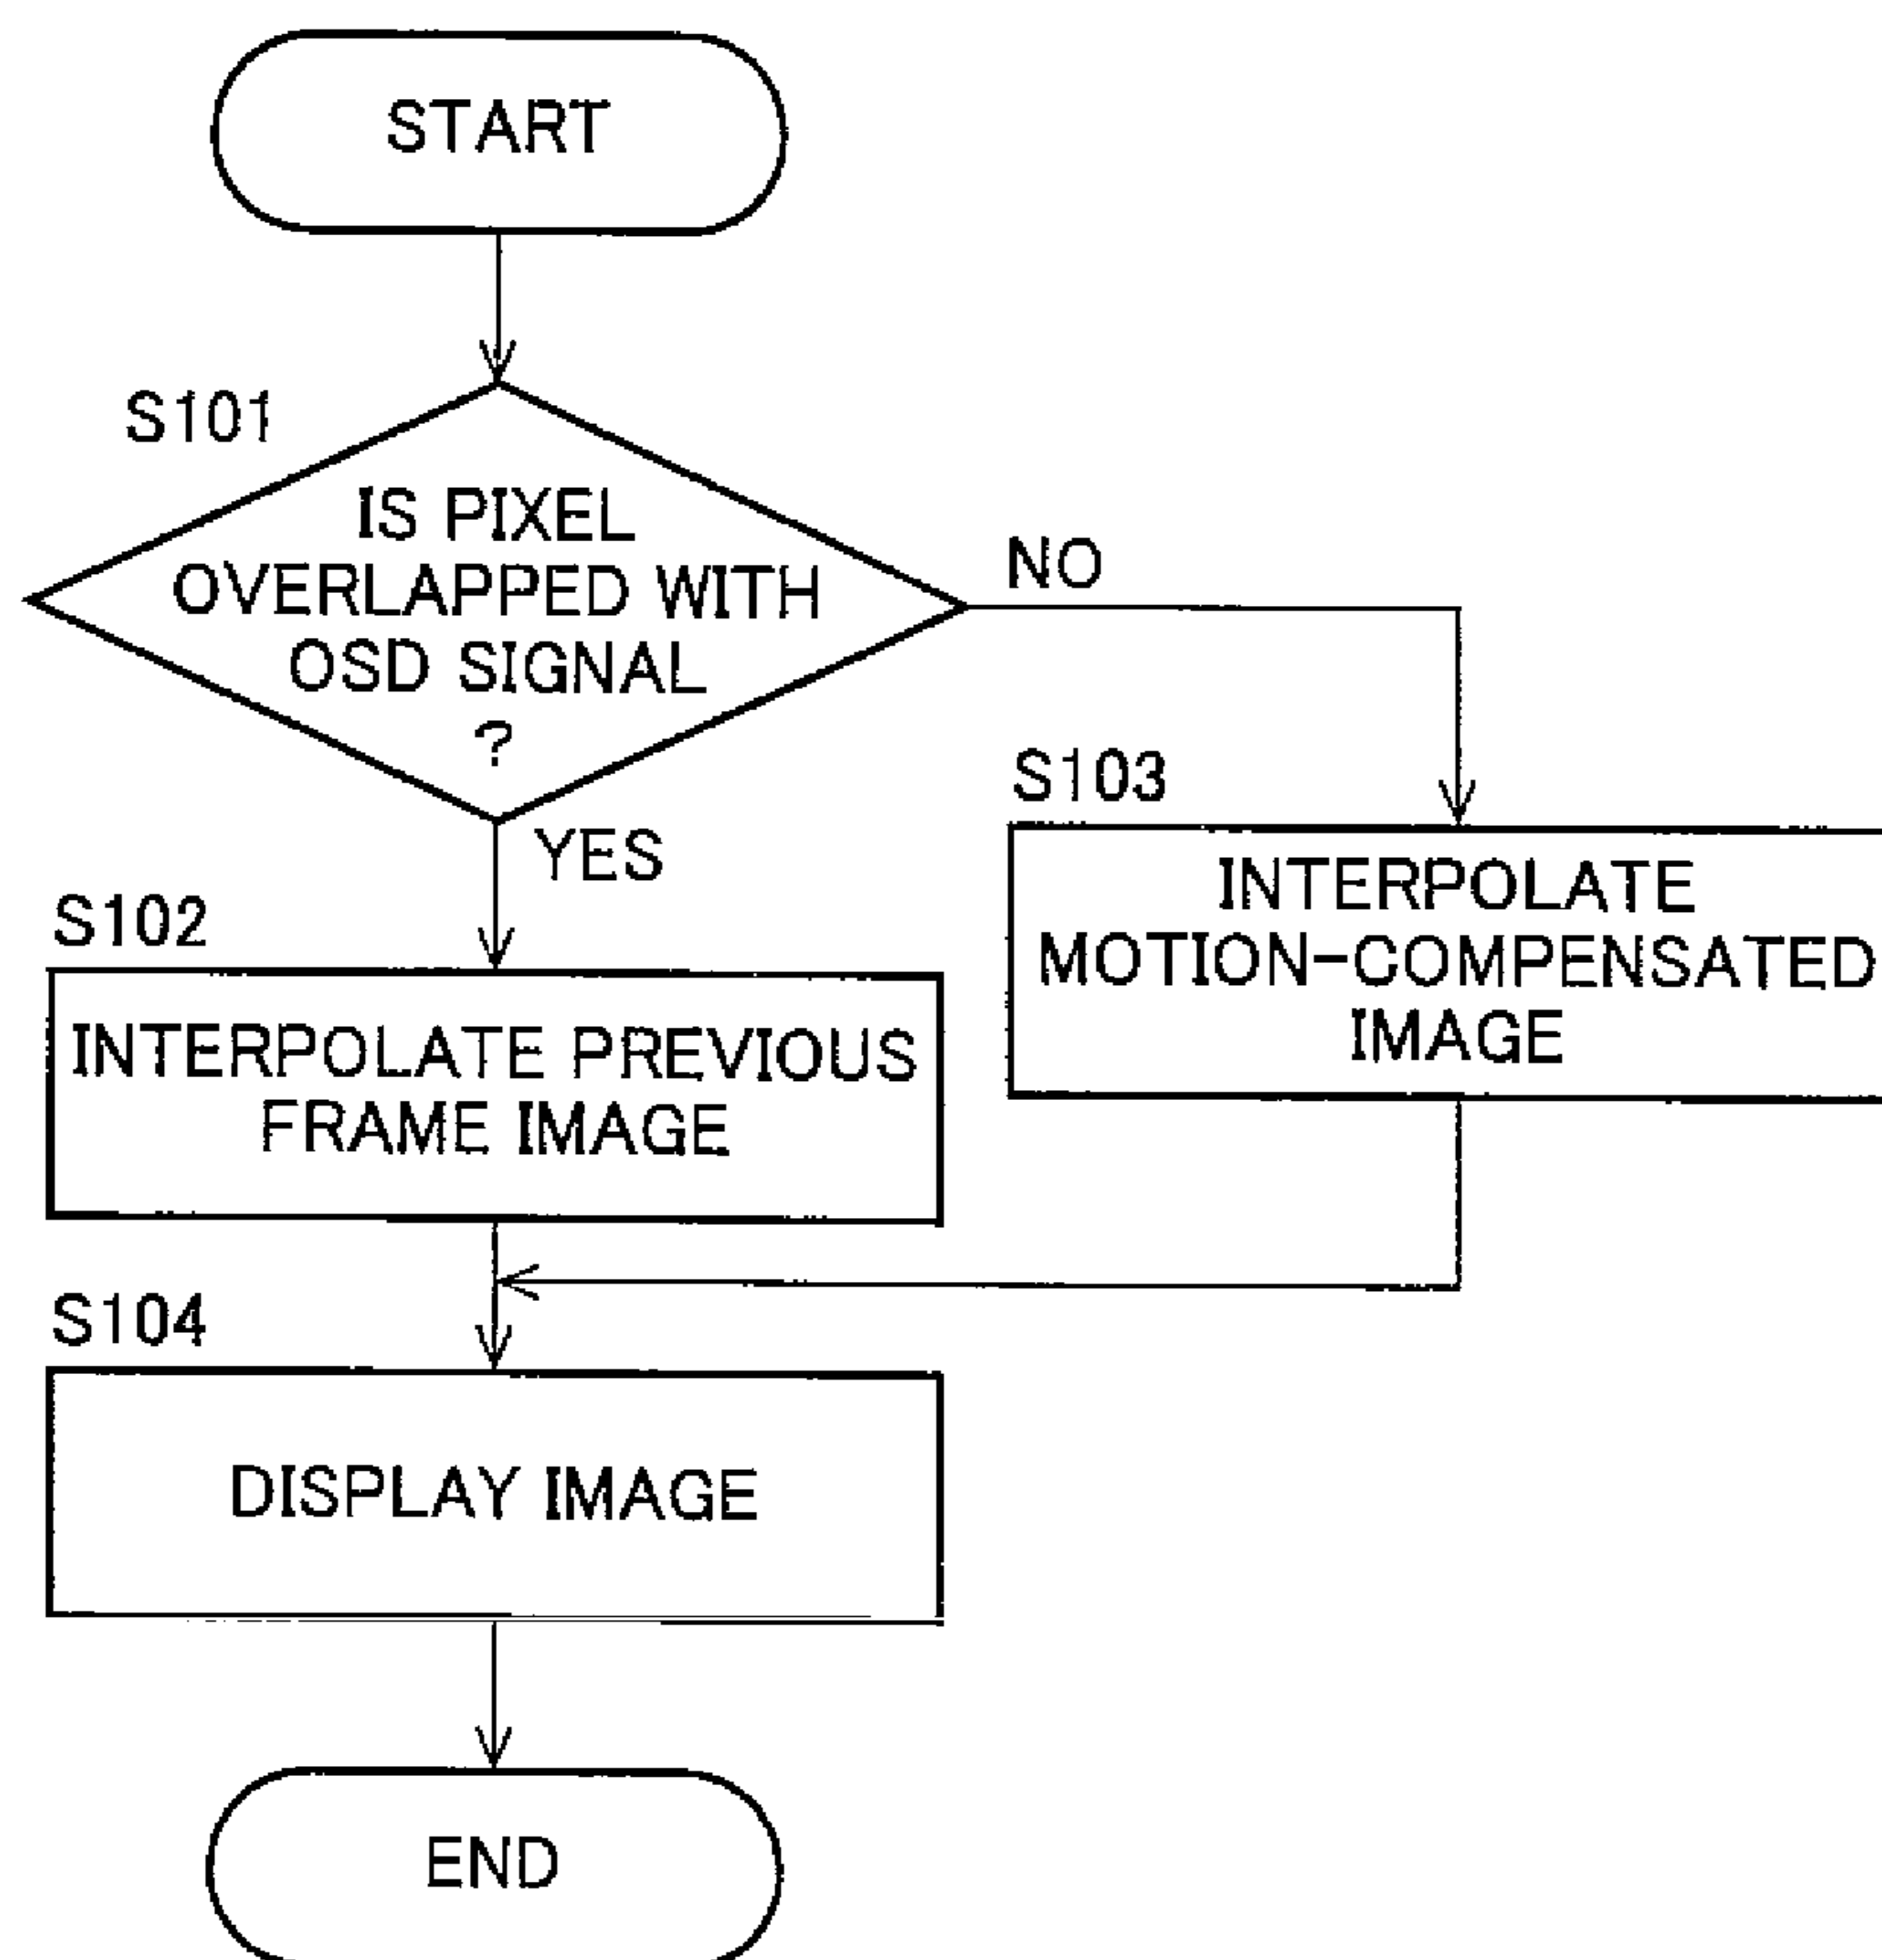 START
S101
IS PIXEL
OVERLAPPED WITH
OSD SIGNAL
?
NO
YES
S103
INTERPOLATE
MOTION-COMPENSATED
IMAGE
S102
INTERPOLATE PREVIOUS
FRAME IMAGE
S104
DISPLAY IMAGE
END